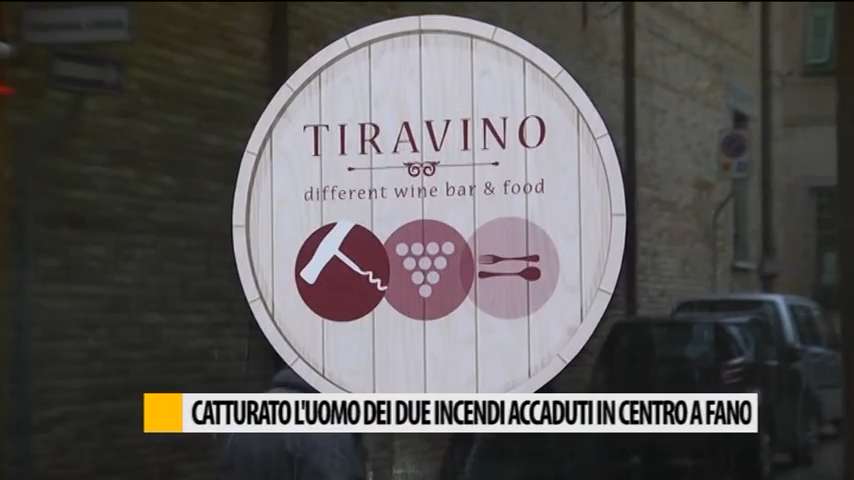 TIRAVINO
different wine bar & food
CATTURATO L'UOMO DEI DUE INCENDI ACCADUTI IN CENTRO A FANO